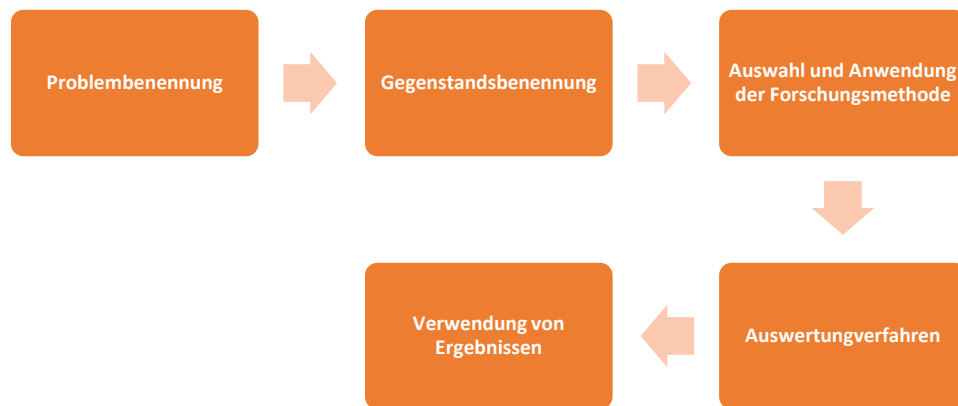 Problembenennung
Gegenstandsbenennung
Auswahl und Anwendung
der Forschungsmethode
Verwendung von
Ergebnissen
Auswertungverfahren